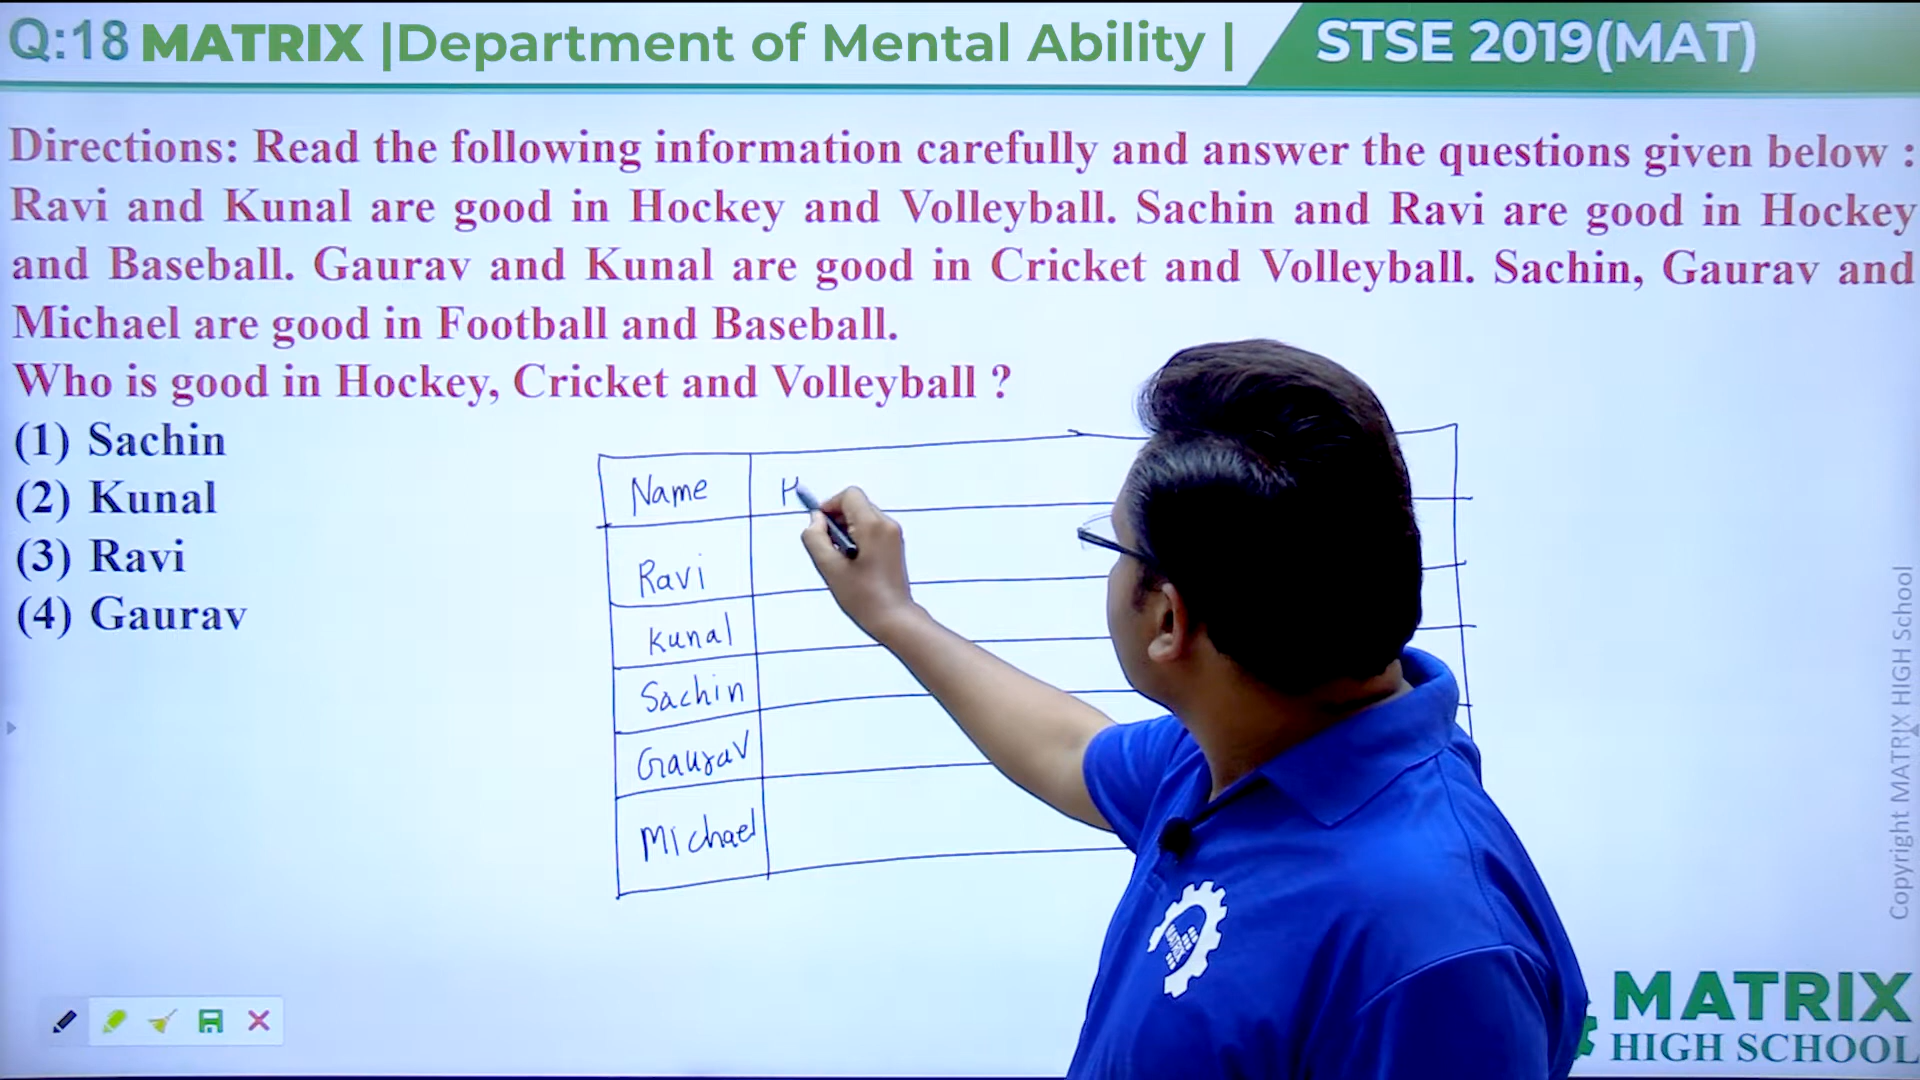 Q:18 MATRIX |Department of Mental Ability | STSE 2019(MAT)
Directions: Read the following information carefully and answer the questions given below :
Ravi and Kunal are good in Hockey and Volleyball. Sachin and Ravi are good in Hockey
and Baseball. Gaurav and Kunal are good in Cricket and Volleyball. Sachin, Gaurav and
Michael are good in Football and Baseball.
Who is good in Hockey, Cricket and Volleyball ?
(1) Sachin
(2) Kunal
(3) Ravi
(4) Gaurav
Name H
Ravi
Kunal
Sachin
Gaurav
Michael
Copyright MATRIX HIGH School
MATRIX
HIGH SCHOOL